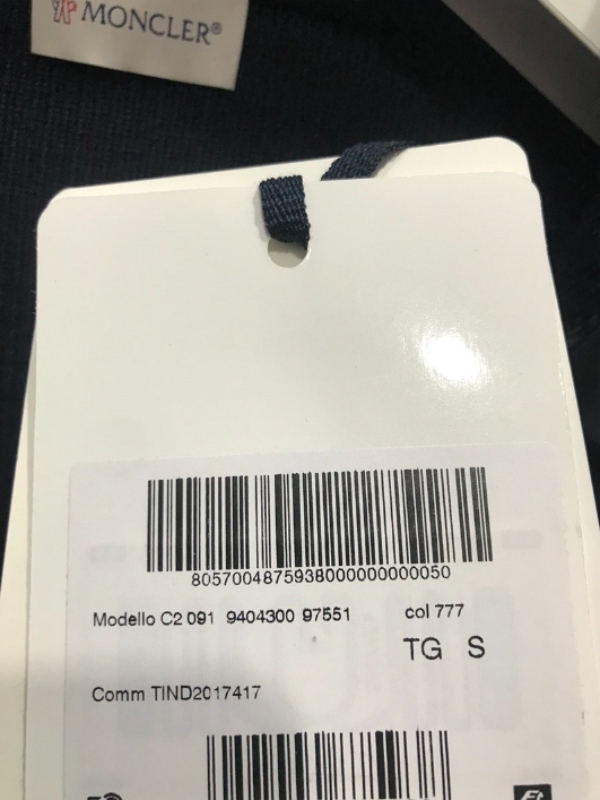 MONCLER®
8057004875938000000000050
Modello C2 091 9404300 97551 col 777
TG S
Comm TIND2017417